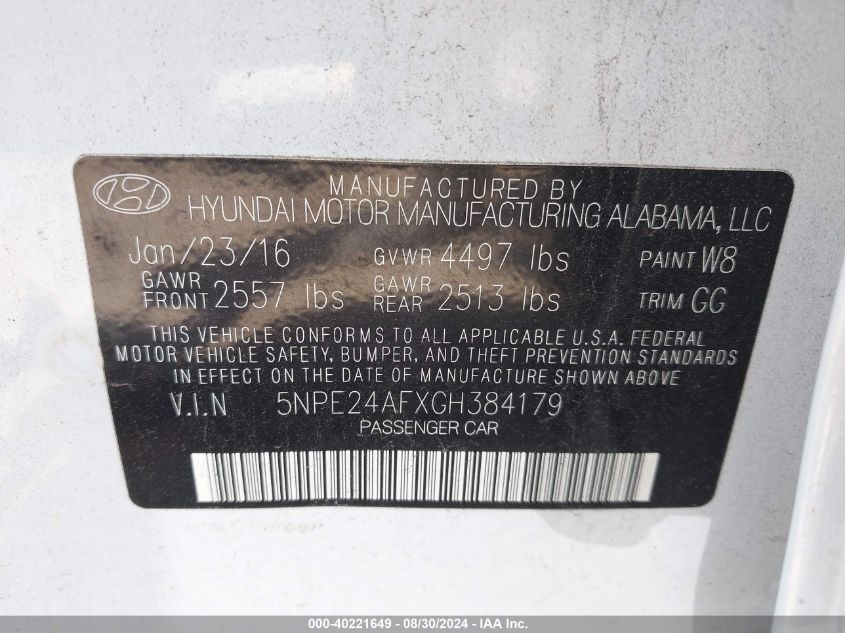 MANUFACTURED BY
HYUNDAI MOTOR MANUFACTURING ALABAMA, LLC
Jan/23/16 GVWR 4497 lbs PAINT W8
GAWR FRONT 2557 lbs GAWR REAR 2513 lbs TRIM GG
THIS VEHICLE CONFORMS TO ALL APPLICABLE U.S.A. FEDERAL
MOTOR VEHICLE SAFETY, BUMPER, AND THEFT PREVENTION STANDARDS
IN EFFECT ON THE DATE OF MANUFACTURE SHOWN ABOVE.
V.I.N 5NPE24AFXGH384179
PASSENGER CAR
000-40221649 - 08/30/2024 - IAAI.COM